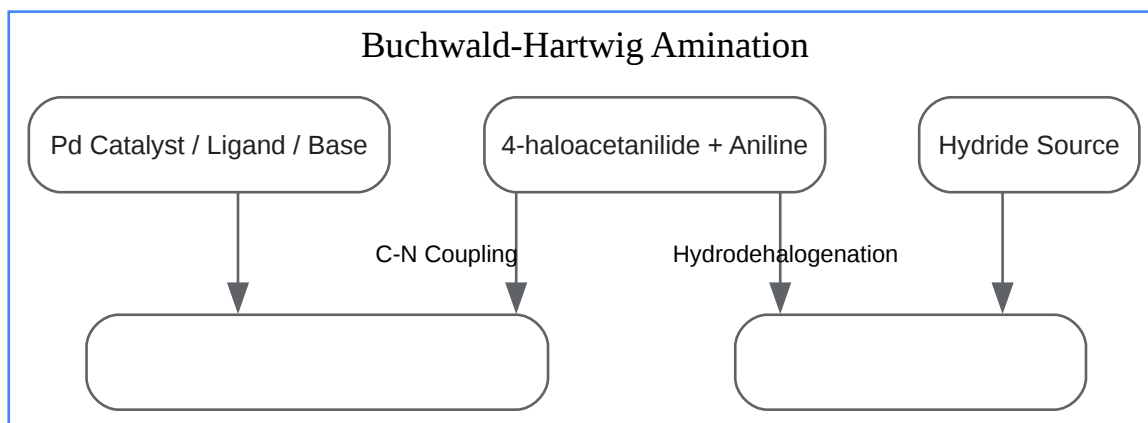 Buchwald-Hartwig Amination
Pd Catalyst / Ligand / Base
4-haloacetanilide + Aniline
Hydride Source
C-N Coupling
Hydrodehalogenation